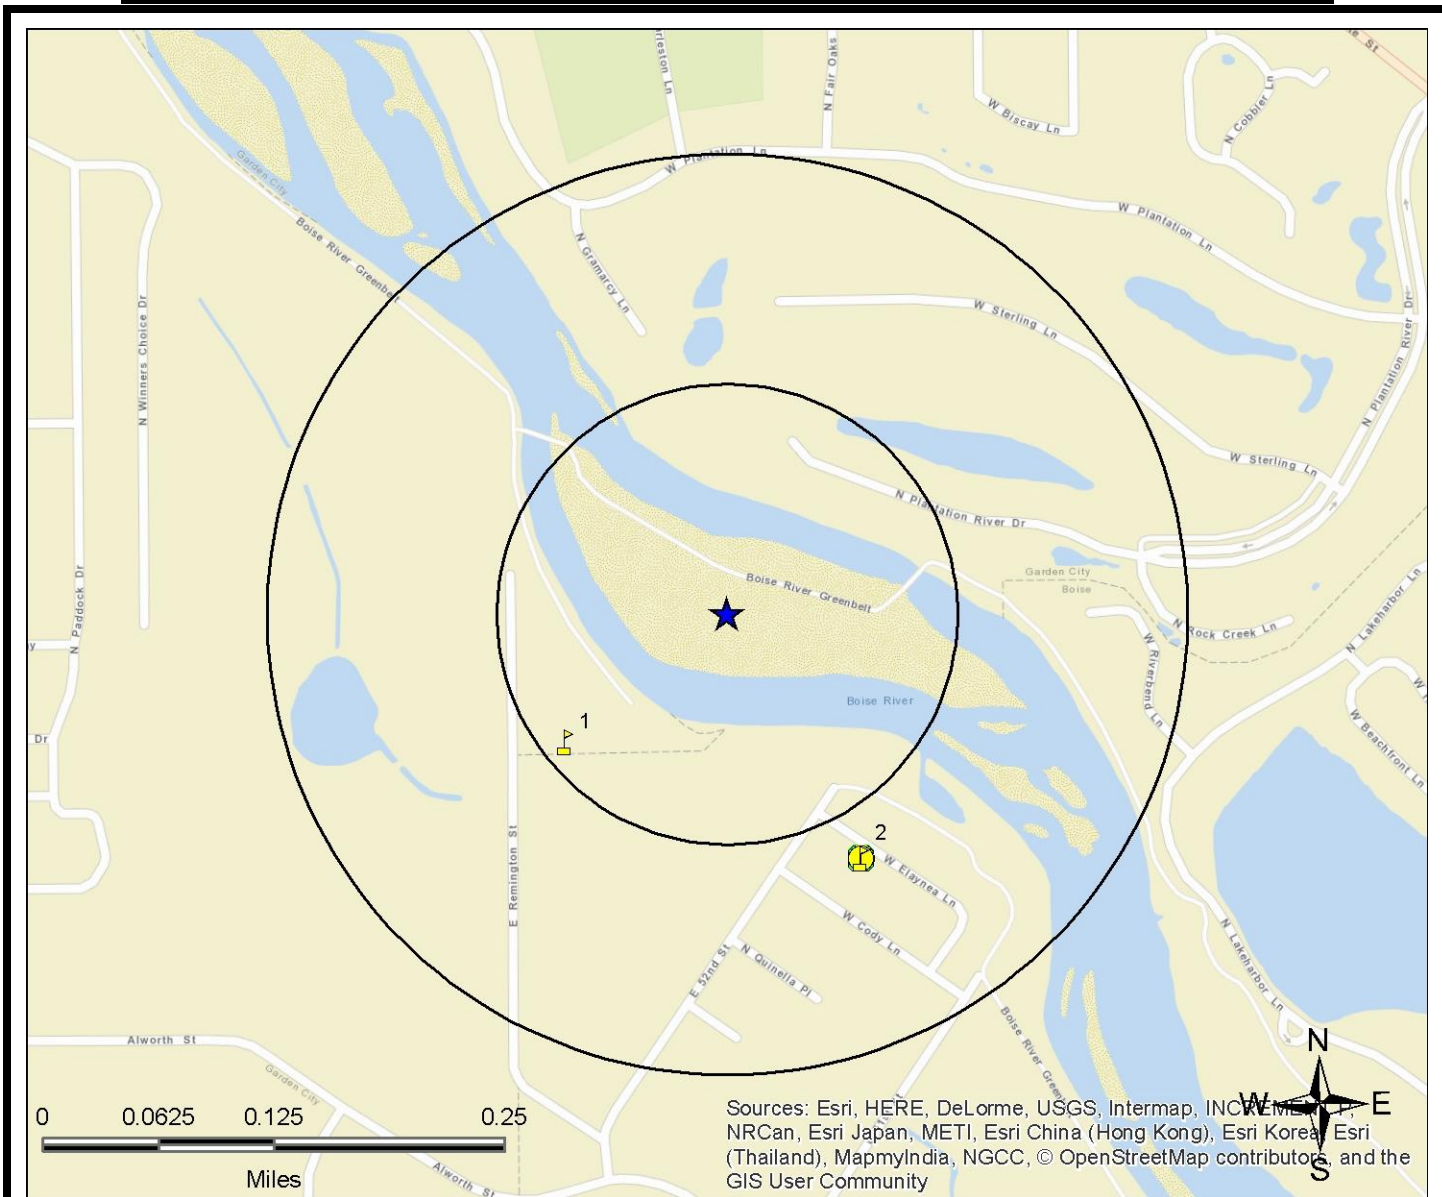 le St
rleston Ln
N Fair Oaks
W Biscay Ln
N Cobbler Ln
W Plantation Ln
Garden City
Boise River Greenbelt
N Gramarcy Ln
W Plantation Ln
N Winners Choice Dr
W Sterling Ln
N Plantation River Dr
W Sterling Ln
N Plantation River Dr
Garden City
Boise
Boise River Greenbelt
N Paddock Dr
N Rock Creek Ln
N Lakeharbor Ln
W Riverbend Ln
Boise River
W Beachfront Ln
Dr
1
2
W Elaynea Ln
E Remington St
W Cody Ln
N Quinella Pl
E 52nd St
N Lakeharbor Ln
Boise River Green
Alworth St
Garden City
Alworth St
0 0.0625 0.125 0.25
Miles
N
W E
S
Sources: Esri, HERE, DeLorme, USGS, Intermap,
NRCan, Esri Japan, METI, Esri China (Hong Kong), Esri Korea, Esri
(Thailand), MapmyIndia, NGCC, © OpenStreetMap contributors, and the
GIS User Community